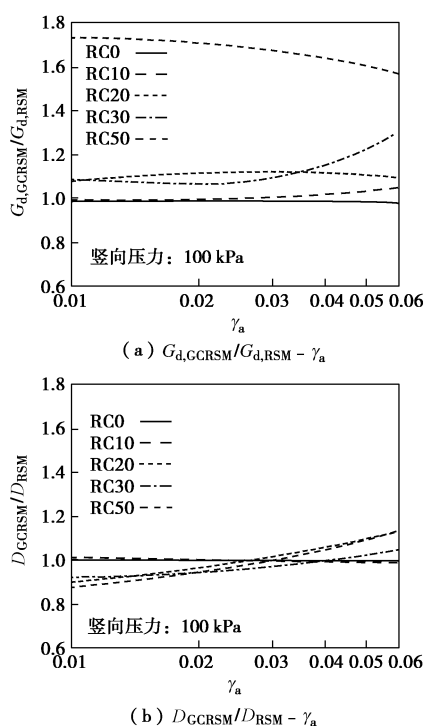 1.8
1.6
1.4
1.2
1.0
0.8
0.6
G_d,GCRSM/G_d,RSM
RC0
RC10
RC20
RC30
RC50
竖向压力：100 kPa
0.01 0.02 0.03 0.04 0.05 0.06
γ_a
（a）G_d,GCRSM/G_d,RSM − γ_a
1.8
1.6
1.4
1.2
1.0
0.8
0.6
D_GCRSM/D_RSM
RC0
RC10
RC20
RC30
RC50
竖向压力：100 kPa
0.01 0.02 0.03 0.04 0.05 0.06
γ_a
（b）D_GCRSM/D_RSM − γ_a